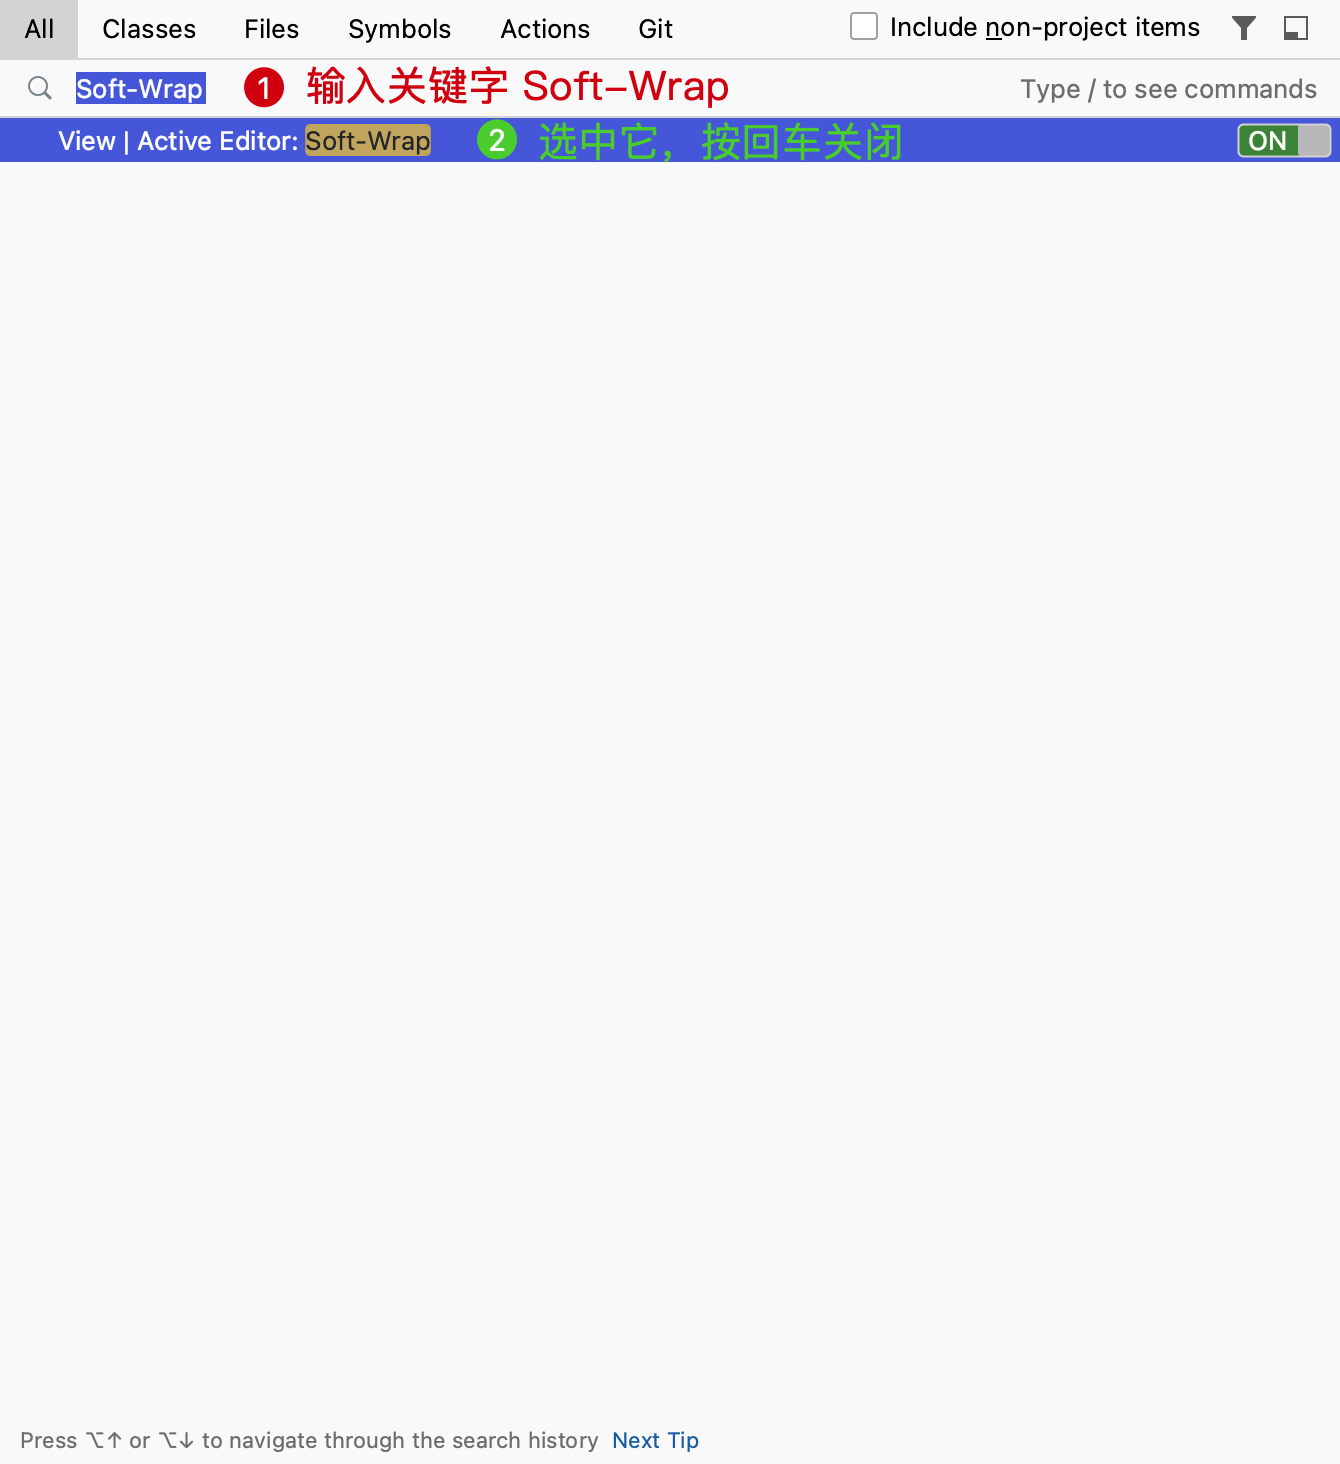 All Classes Files Symbols Actions Git Include non-project items
Soft-Wrap 1 输入关键字 Soft-Wrap Type / to see commands
View | Active Editor: Soft-Wrap 2 选中它，按回车关闭 ON
Press ⌥↑ or ⌥↓ to navigate through the search history Next Tip